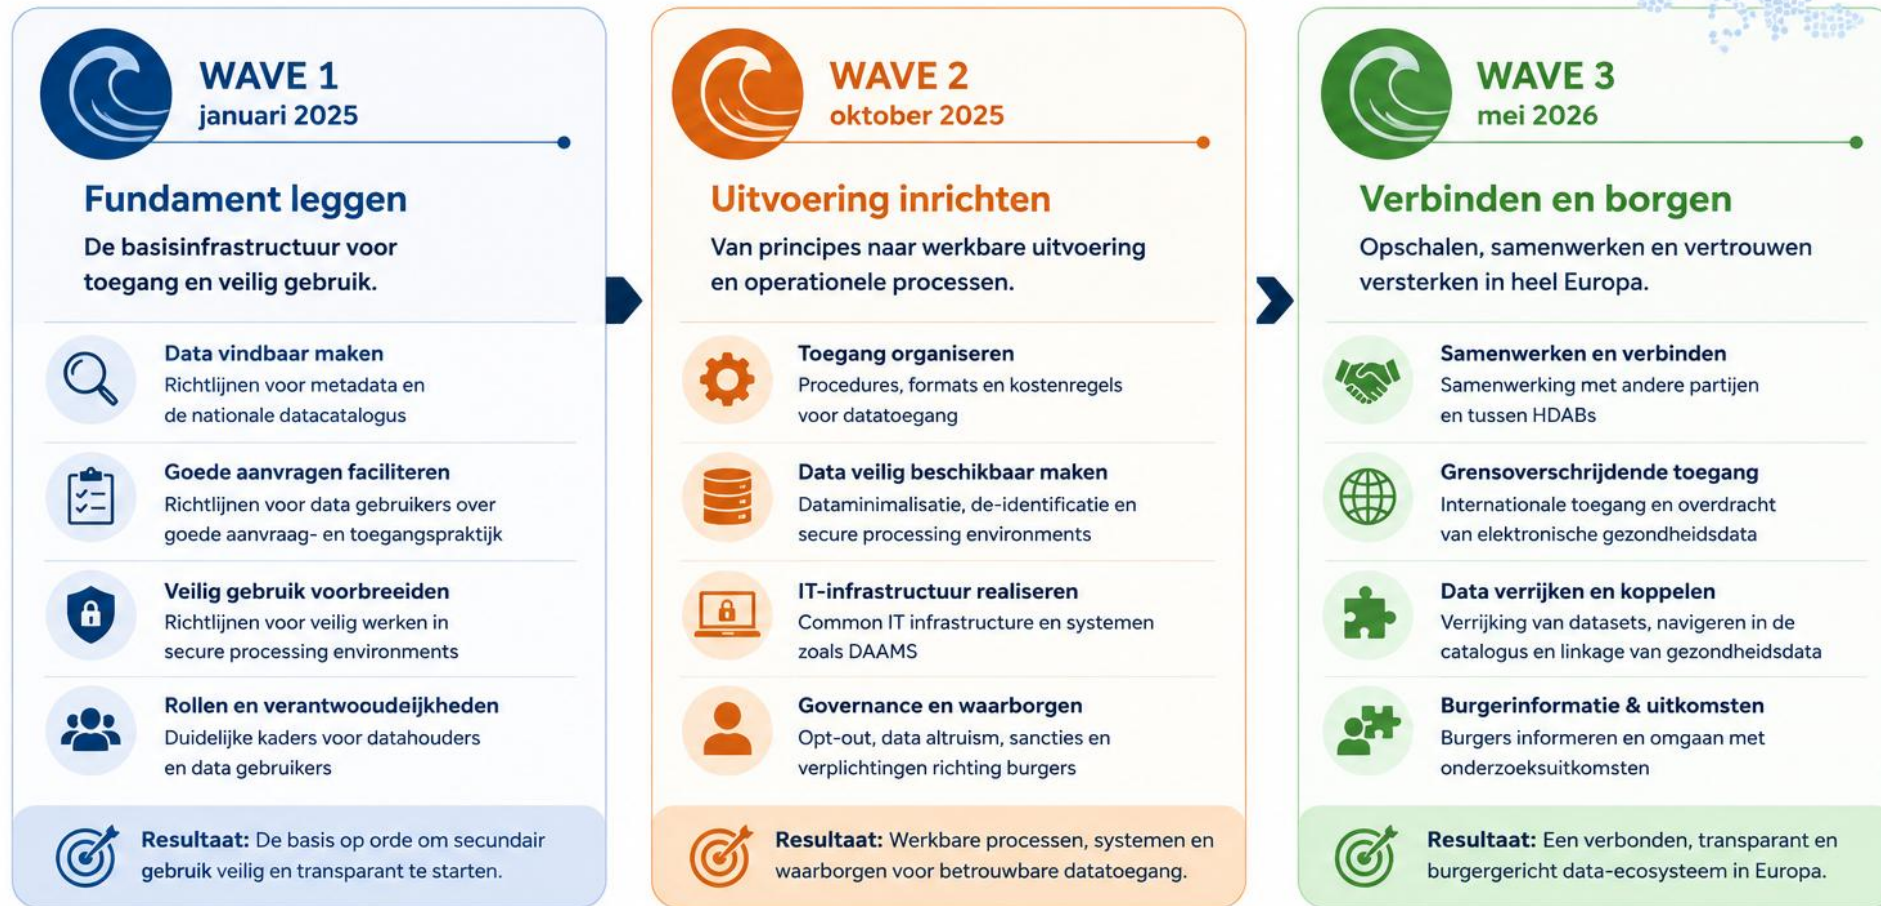 WAVE 1
januari 2025
Fundament leggen
De basisinfrastructuur voor
toegang en veilig gebruik.
Data vindbaar maken
Richtlijnen voor metadata en
de nationale datacatalogus
Goede aanvragen faciliteren
Richtlijnen voor data gebruikers over
goede aanvraag- en toegangspraktijk
Veilig gebruik voorbreeiden
Richtlijnen voor veilig werken in
secure processing environments
Rollen en verantwooudeijkheden
Duidelijke kaders voor datahouders
en data gebruikers
Resultaat: De basis op orde om secundair
gebruik veilig en transparant te starten.
WAVE 2
oktober 2025
Uitvoering inrichten
Van principes naar werkbare uitvoering
en operationele processen.
Toegang organiseren
Procedures, formats en kostenregels
voor datatoegang
Data veilig beschikbaar maken
Dataminimalisatie, de-identificatie en
secure processing environments
IT-infrastructuur realiseren
Common IT infrastructure en systemen
zoals DAAMS
Governance en waarborgen
Opt-out, data altruism, sancties en
verplichtingen richting burgers
Resultaat: Werkbare processen, systemen en
waarborgen voor betrouwbare datatoegang.
WAVE 3
mei 2026
Verbinden en borgen
Opschalen, samenwerken en vertrouwen
versterken in heel Europa.
Samenwerken en verbinden
Samenwerking met andere partijen
en tussen HDABs
Grensoverschrijdende toegang
Internationale toegang en overdracht
van elektronische gezondheidsdata
Data verrijken en koppelen
Verrijking van datasets, navigeren in de
catalogus en linkage van gezondheidsdata
Burgerinformatie & uitkomsten
Burgers informeren en omgaan met
onderzoeksuitkomsten
Resultaat: Een verbonden, transparant en
burgergericht data-ecosysteem in Europa.